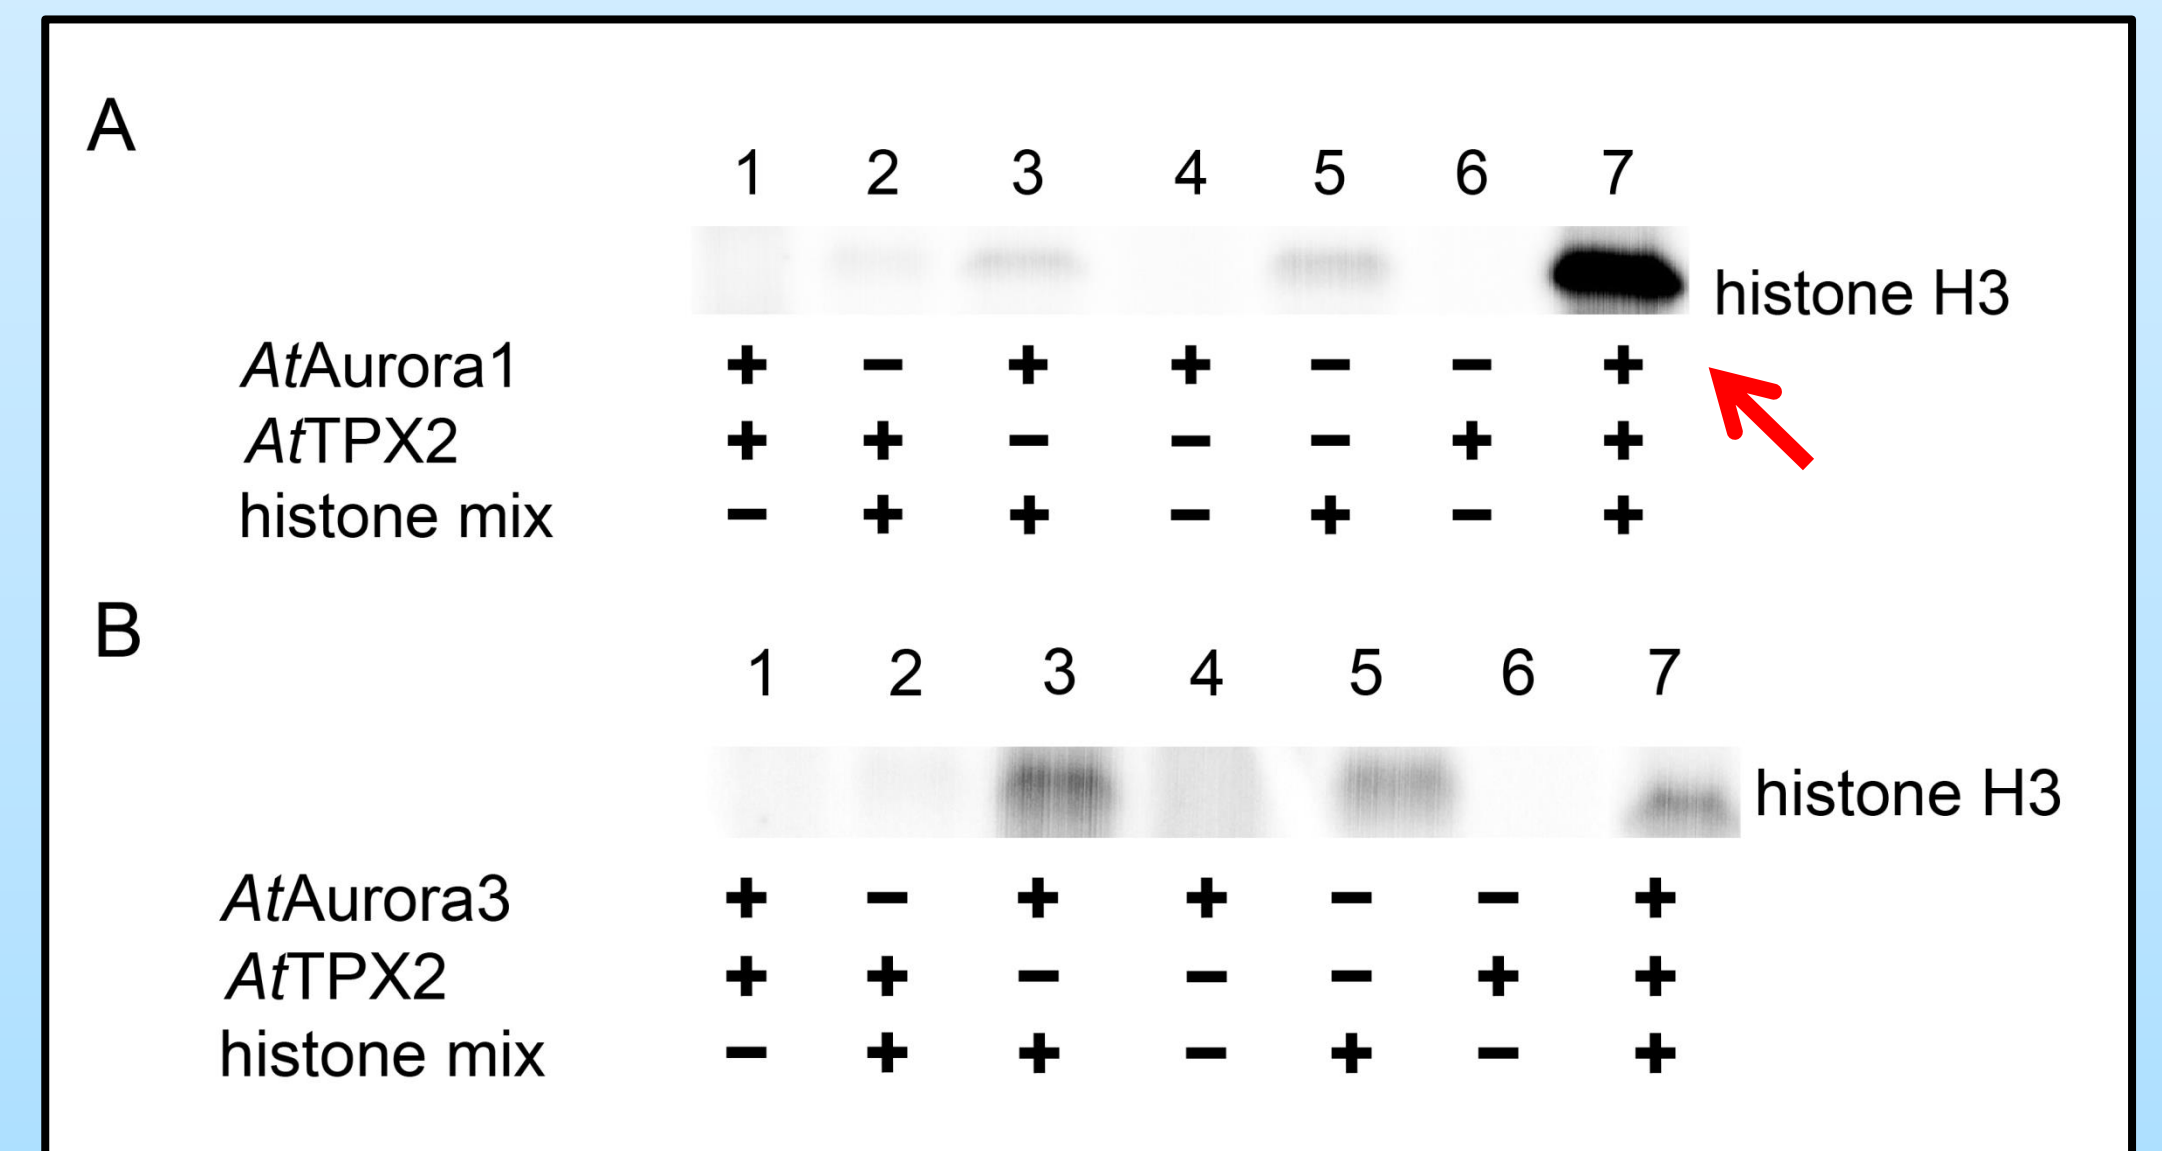 A
1 2 3 4 5 6 7
histone H3
AtAurora1 + − + + − − +
AtTPX2 + + − − − + +
histone mix − + + − + − +
B
1 2 3 4 5 6 7
histone H3
AtAurora3 + − + + − − +
AtTPX2 + + − − − + +
histone mix − + + − + − +